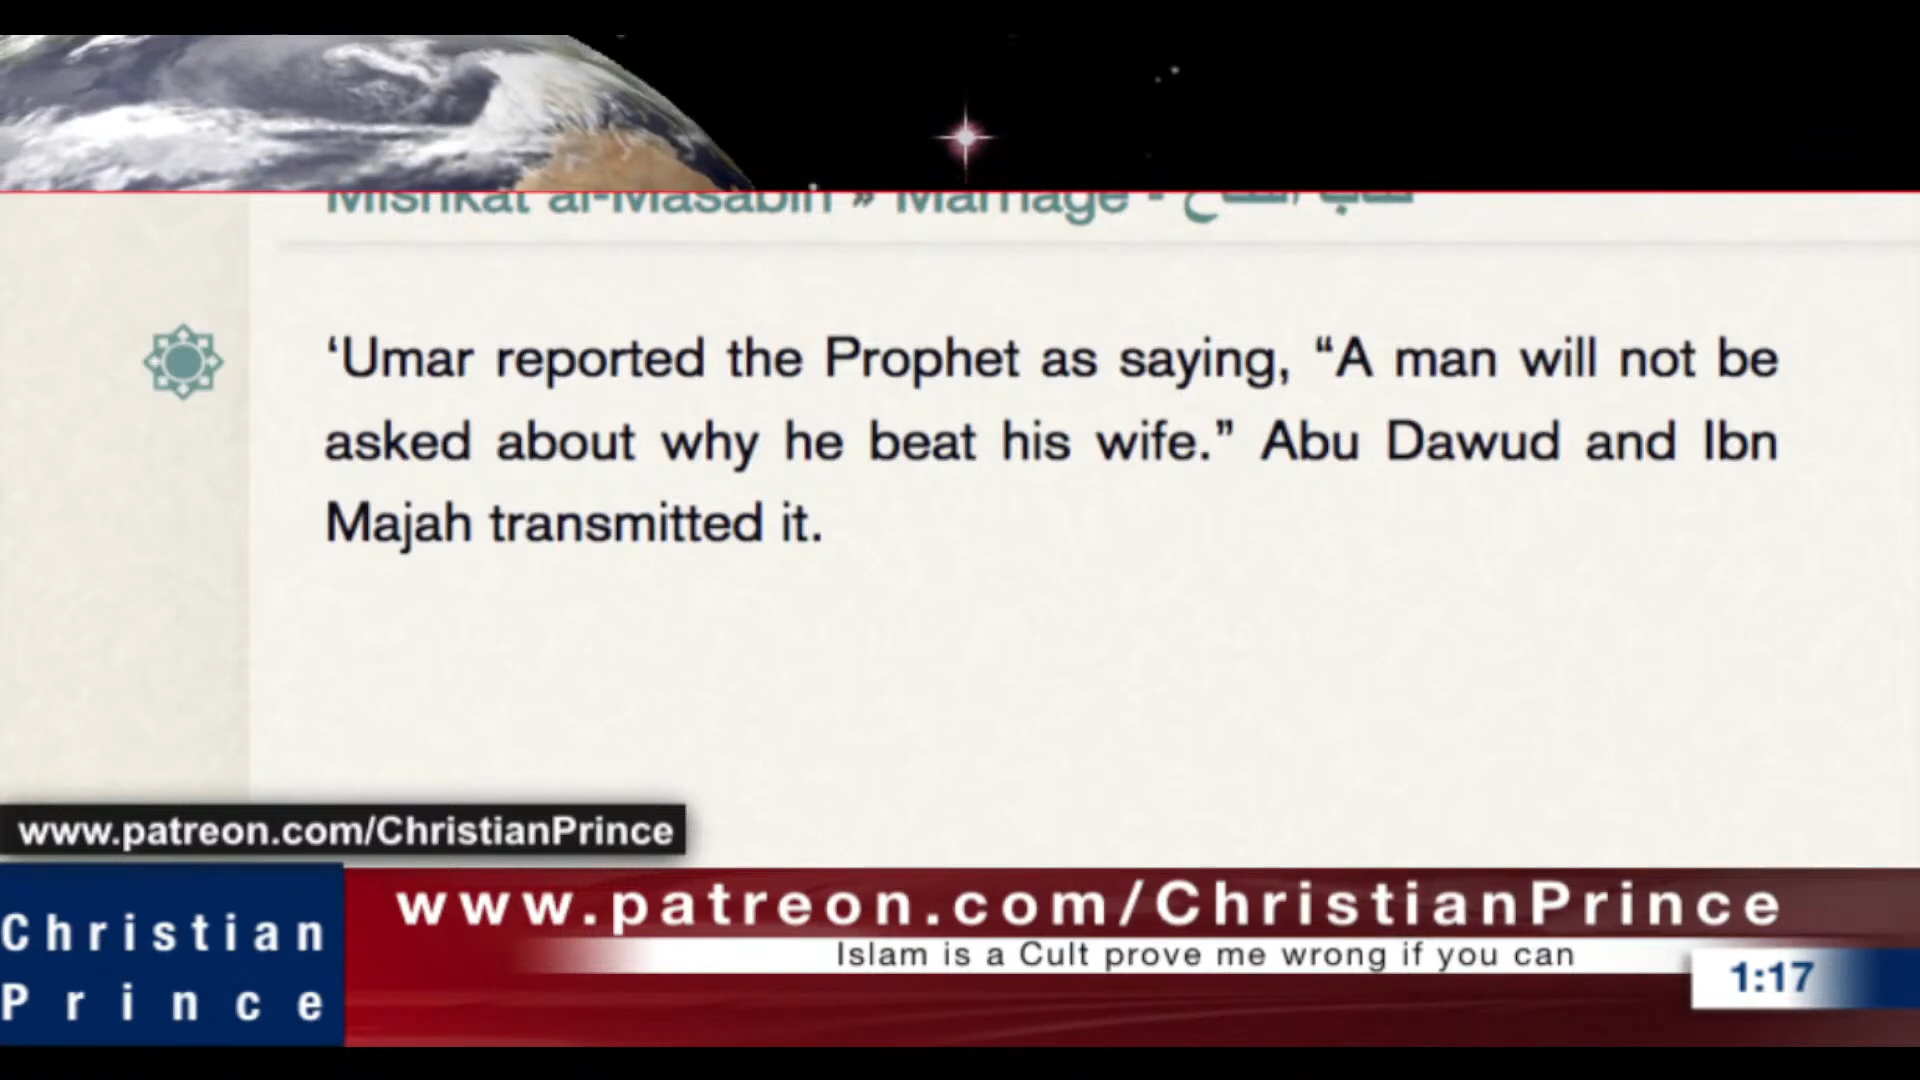 Mishkat al-Masabih » Marriage - كتاب النكاح
‘Umar reported the Prophet as saying, “A man will not be
asked about why he beat his wife.” Abu Dawud and Ibn
Majah transmitted it.
www.patreon.com/ChristianPrince
www.patreon.com/ChristianPrince
Islam is a Cult prove me wrong if you can
1:17
Christian
Prince